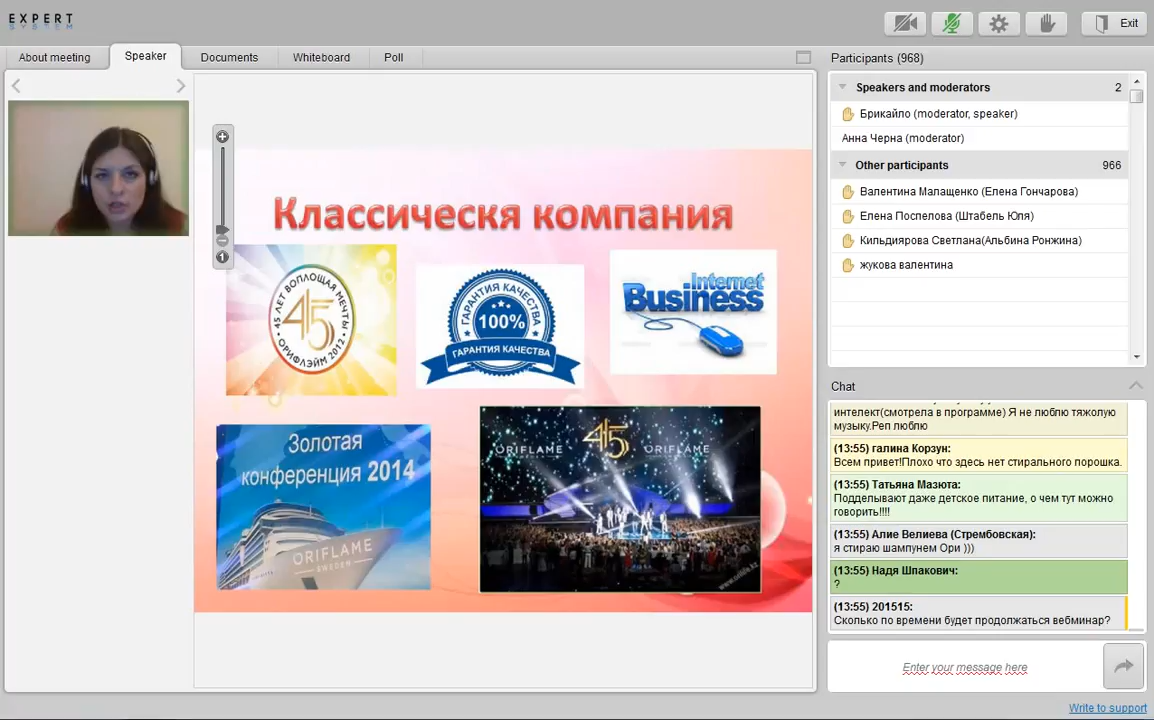 EXPERT
SYSTEM
Exit
About meeting
Speaker
Documents
Whiteboard
Poll
Классическя компания
45 ЛЕТ ВОПЛОЩАЯ МЕЧТЫ
45
ОРИФЛЭЙМ 2012
ГАРАНТИЯ КАЧЕСТВА
100%
ГАРАНТИЯ КАЧЕСТВА
Internet
Business
Золотая
конференция 2014
ORIFLAME
SWEDEN
ORIFLAME 45 ORIFLAME
1
Participants (968)
Speakers and moderators 2
Брикайло (moderator, speaker)
Анна Черна (moderator)
Other participants 966
Валентина Малащенко (Елена Гончарова)
Елена Поспелова (Штабель Юля)
Кильдиярова Светлана(Альбина Ронжина)
жукова валентина
Chat
интелект(смотрела в программе) Я не люблю тяжолую
музыку.Реп люблю
(13:55) галина Корзун:
Всем привет!Плохо что здесь нет стирального порошка.
(13:55) Татьяна Мазюта:
Подделывают даже детское питание, о чем тут можно
говорить!!!!
(13:55) Алие Велиева (Стрембовская):
я стираю шампунем Ори )))
(13:55) Надя Шпакович:
?
(13:55) 201515:
Сколько по времени будет продолжаться вебминар?
Enter your message here
Write to support